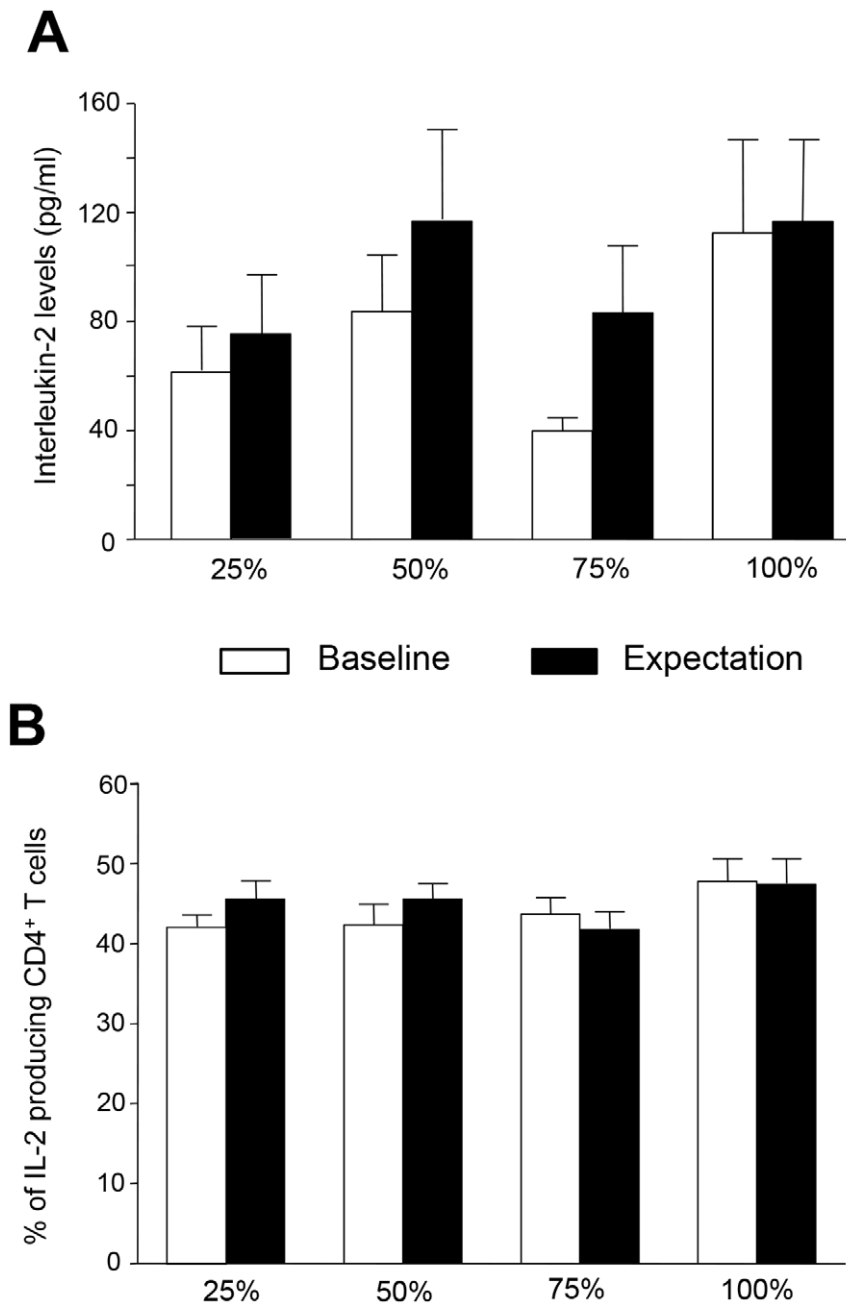 A
Interleukin-2 levels (pg/ml)
160
120
80
40
0
25% 50% 75% 100%
Baseline Expectation
B
% of IL-2 producing CD4⁺ T cells
60
50
40
30
20
10
0
25% 50% 75% 100%